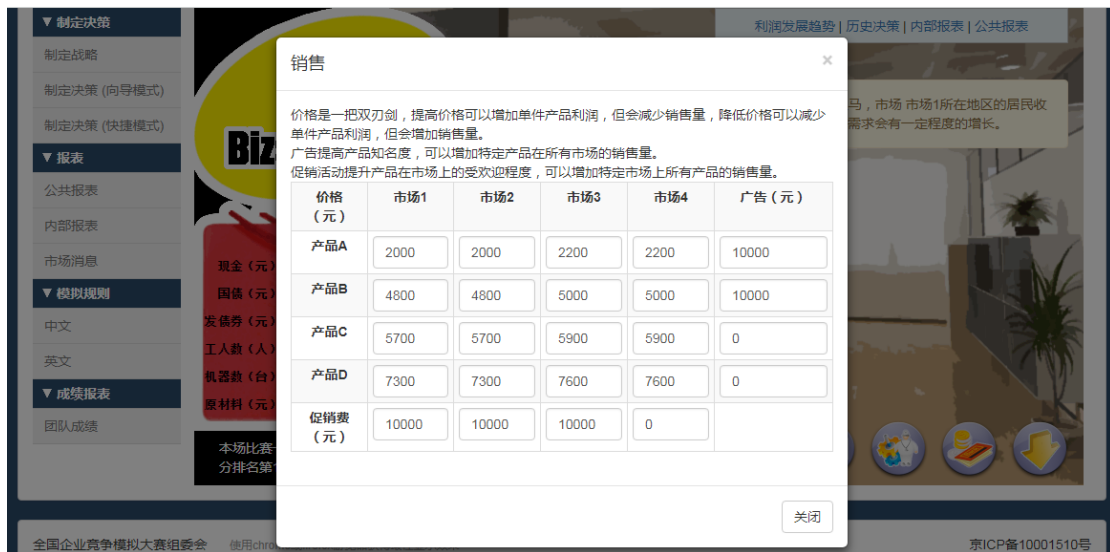 ▼ 制定决策
制定战略
制定决策 (向导模式)
制定决策 (快捷模式)
▼ 报表
公共报表
内部报表
市场消息
▼ 模拟规则
中文
英文
▼ 成绩报表
团队成绩
利润发展趋势 | 历史决策 | 内部报表 | 公共报表
马，市场 市场1所在地区的居民收
需求会有一定程度的增长。
Biz
现金（元）
国债（元）
发债券（元）
工人数（人）
机器数（台）
原材料（元）
本场比赛
分排名第
销售 ×
价格是一把双刃剑，提高价格可以增加单件产品利润，但会减少销售量，降低价格可以减少
单件产品利润，但会增加销售量。
广告提高产品知名度，可以增加特定产品在所有市场的销售量。
促销活动提升产品在市场上的受欢迎程度，可以增加特定市场上所有产品的销售量。
价格（元） 市场1 市场2 市场3 市场4 广告（元）
产品A 2000 2000 2200 2200 10000
产品B 4800 4800 5000 5000 10000
产品C 5700 5700 5900 5900 0
产品D 7300 7300 7600 7600 0
促销费（元） 10000 10000 10000 0
关闭
全国企业竞争模拟大赛组委会 使用chro 京ICP备10001510号